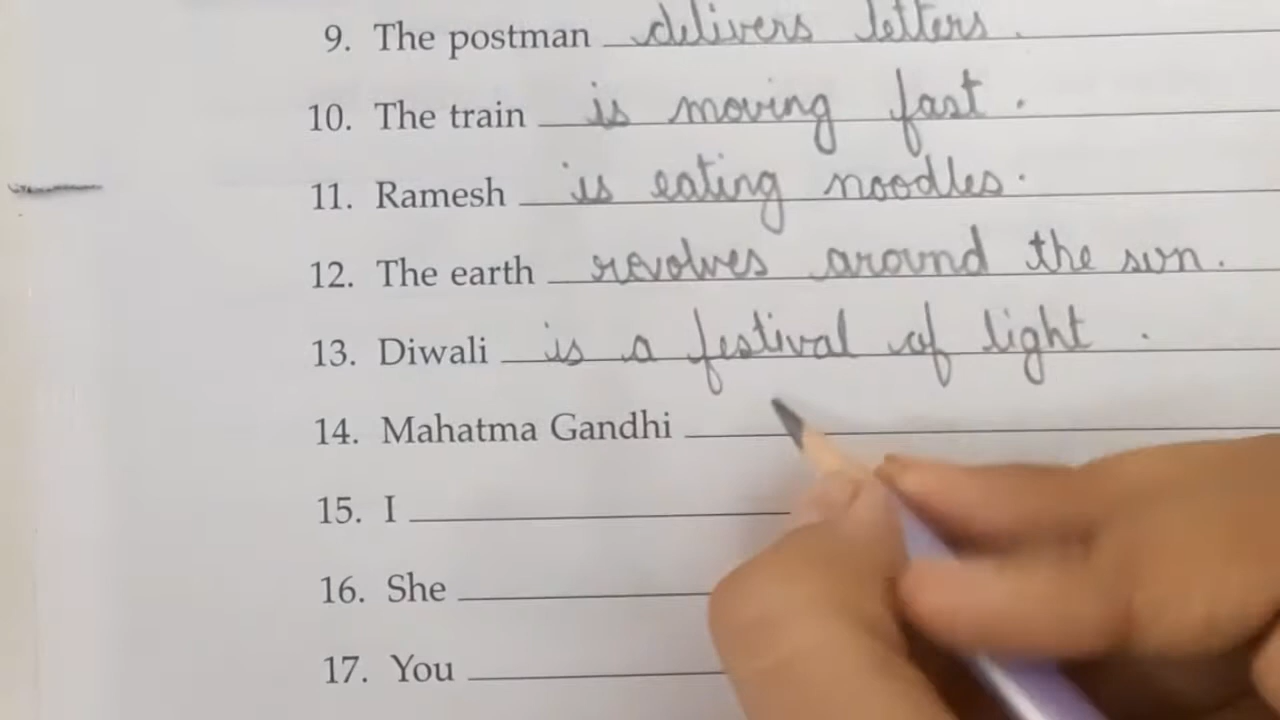 9. The postman delivers letters.
10. The train is moving fast.
11. Ramesh is eating noodles.
12. The earth revolves around the sun.
13. Diwali is a festival of light.
14. Mahatma Gandhi
15. I
16. She
17. You